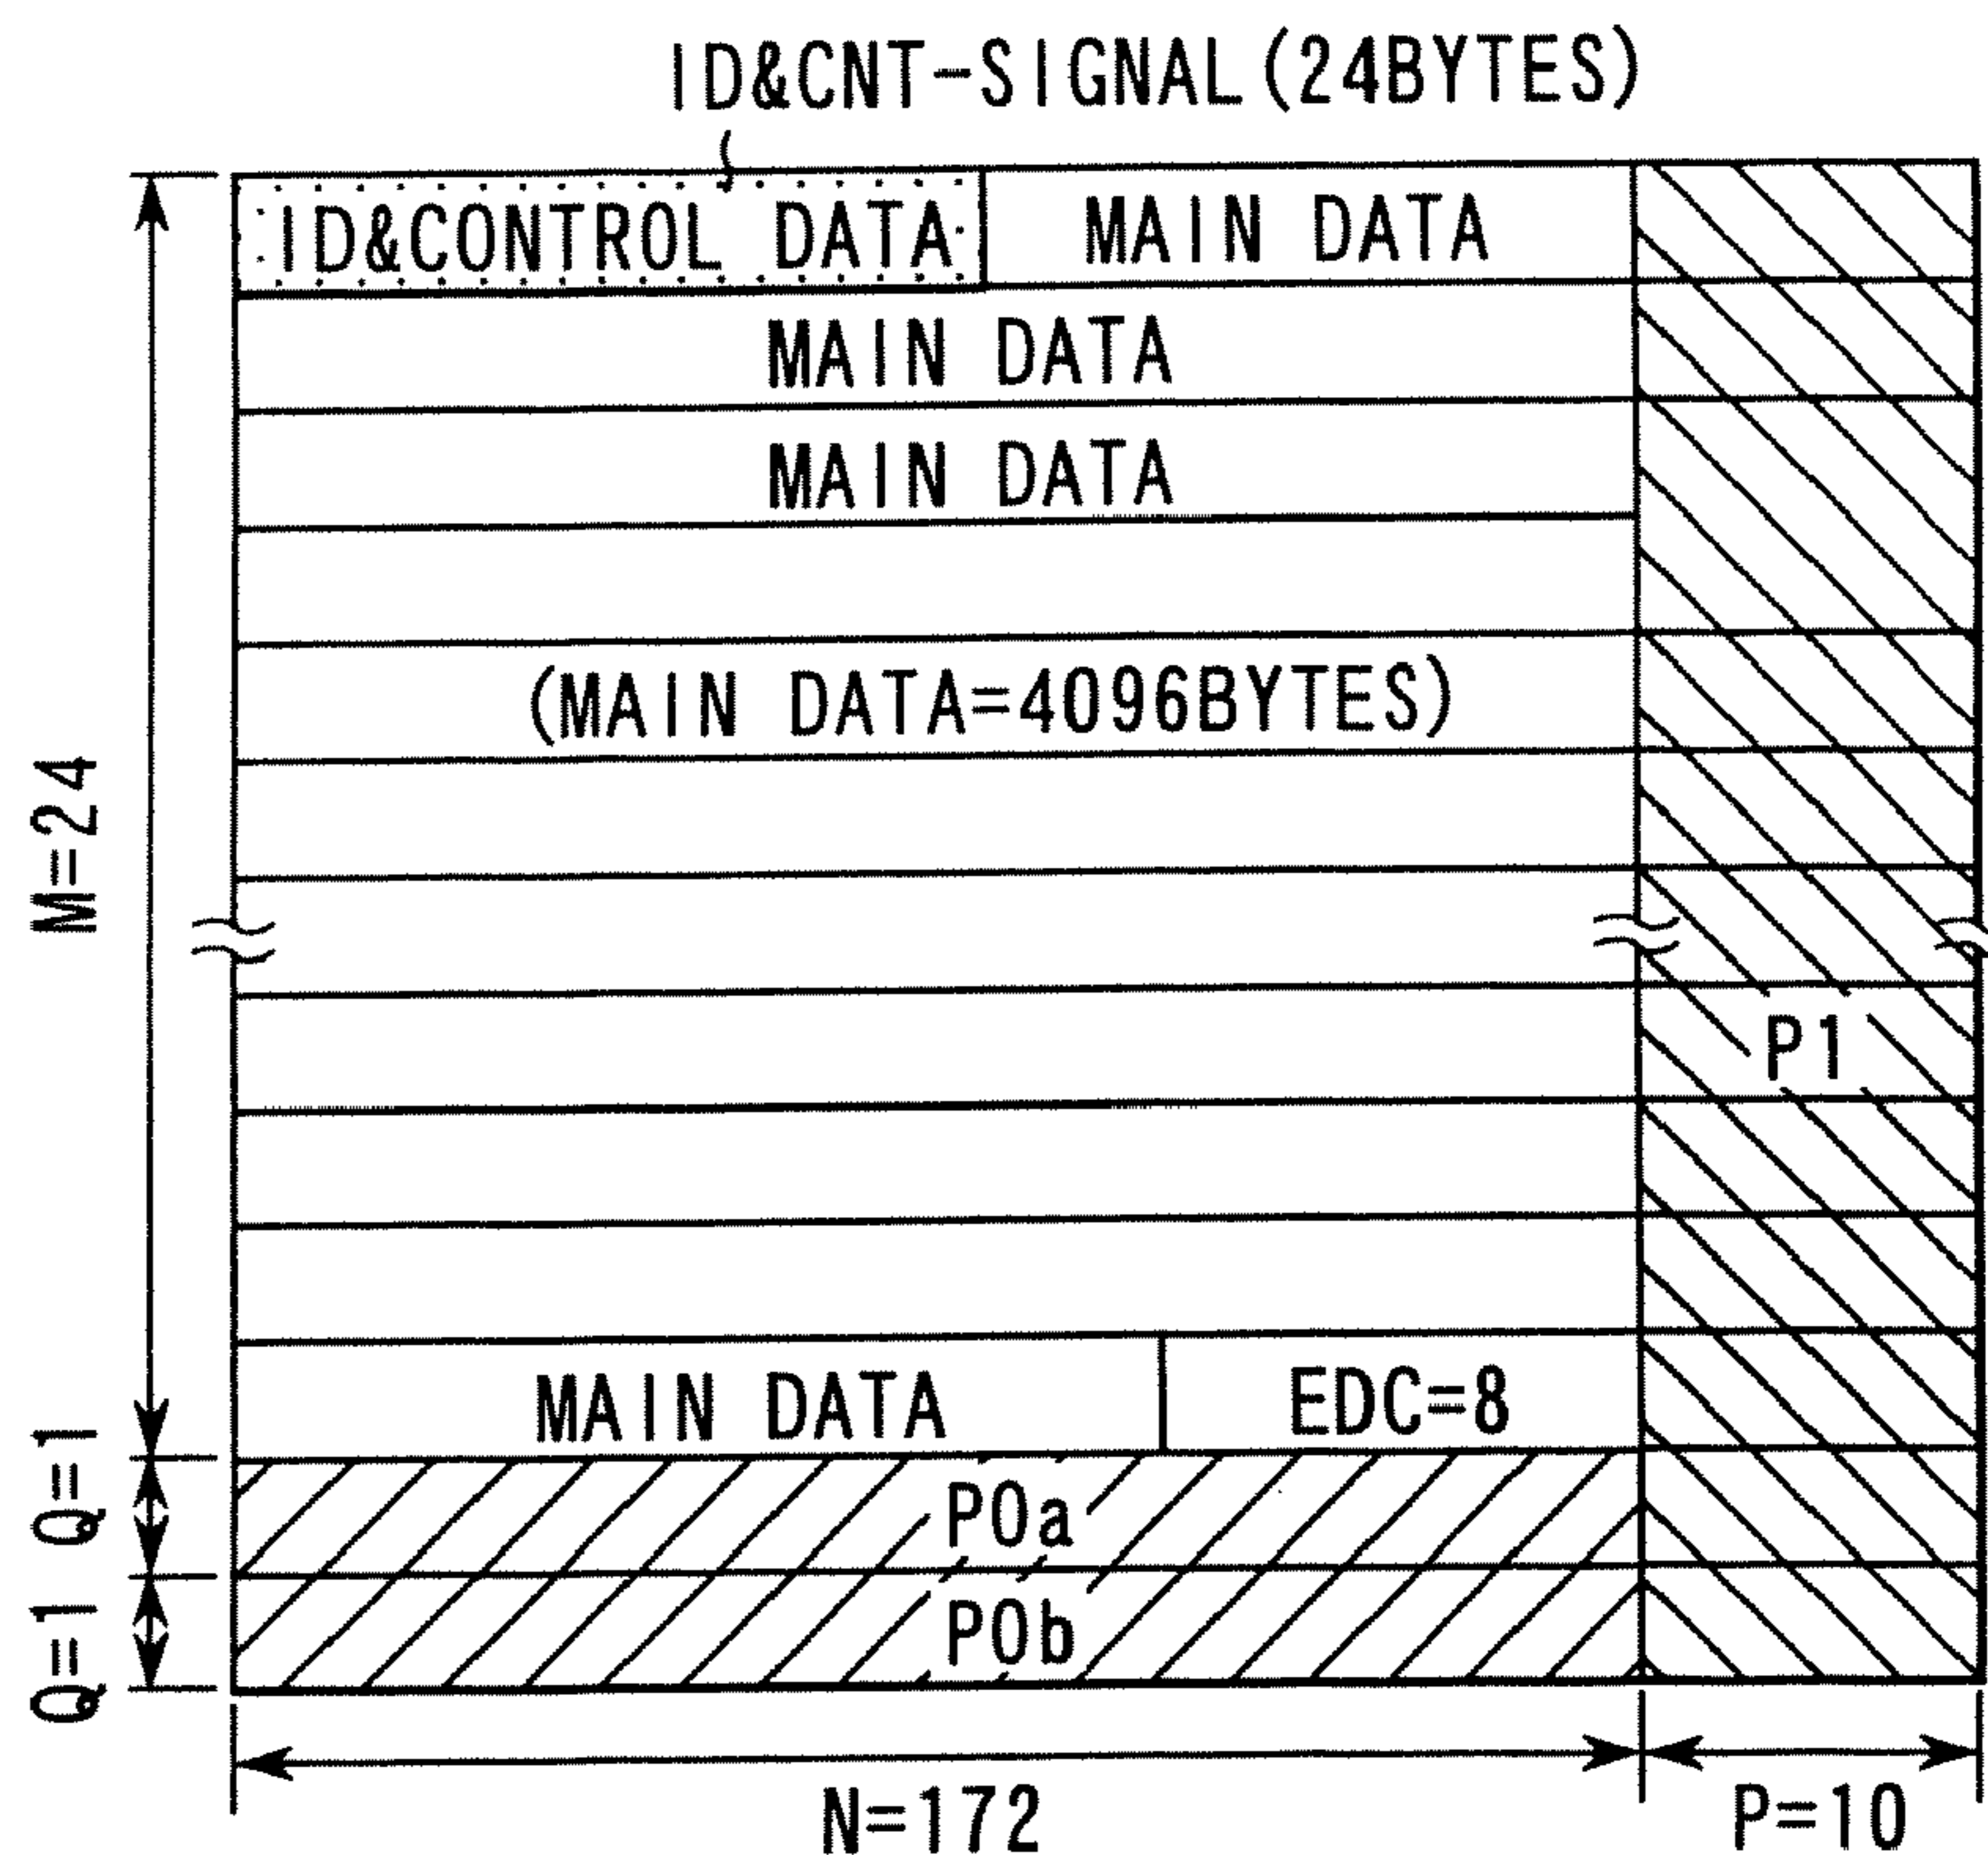 ID&CNT-SIGNAL(24BYTES)
ID&CONTROL DATA
MAIN DATA
MAIN DATA
MAIN DATA
(MAIN DATA=4096BYTES)
M=24
P1
MAIN DATA
EDC=8
Q=1
P0a
Q=1
P0b
N=172
P=10